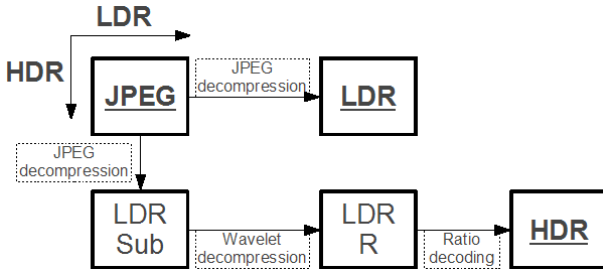 LDR
HDR
JPEG
JPEG
decompression
LDR
JPEG
decompression
LDR
Sub
Wavelet
decompression
LDR
R
Ratio
decoding
HDR